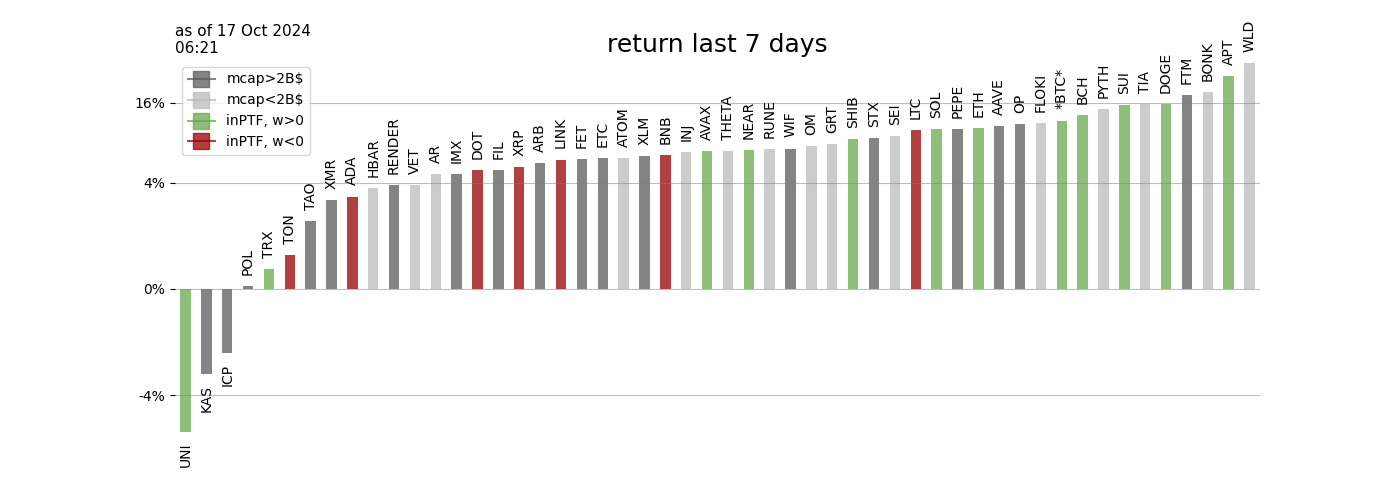 as of 17 Oct 2024
06:21
return last 7 days
mcap>2B$
mcap<2B$
inPTF, w>0
inPTF, w<0
16%
4%
0%
-4%
UNI
KAS
ICP
POL
TRX
TON
TAO
XMR
ADA
HBAR
RENDER
VET
AR
IMX
DOT
FIL
XRP
ARB
LINK
FET
ETC
ATOM
XLM
BNB
INJ
AVAX
THETA
NEAR
RUNE
WIF
OM
GRT
SHIB
STX
SEI
LTC
SOL
PEPE
ETH
AAVE
OP
FLOKI
*BTC*
BCH
PYTH
SUI
TIA
DOGE
FTM
BONK
APT
WLD